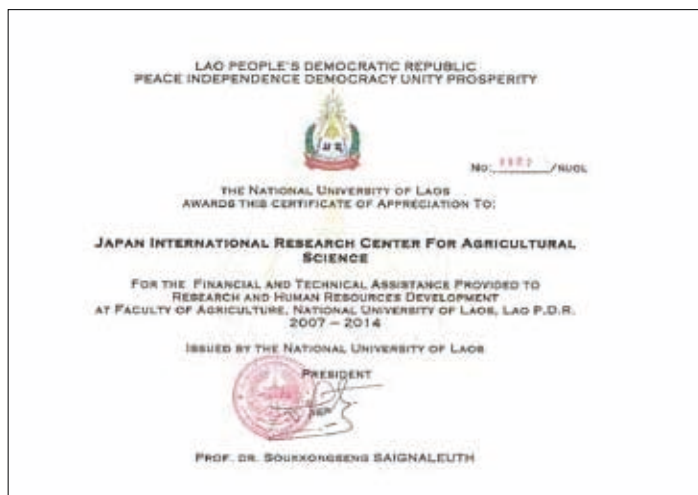 LAO PEOPLE'S DEMOCRATIC REPUBLIC
PEACE INDEPENDENCE DEMOCRACY UNITY PROSPERITY
NO: /NUOL
THE NATIONAL UNIVERSITY OF LAOS
AWARDS THIS CERTIFICATE OF APPRECIATION TO:
JAPAN INTERNATIONAL RESEARCH CENTER FOR AGRICULTURAL
SCIENCE
FOR THE FINANCIAL AND TECHNICAL ASSISTANCE PROVIDED TO
RESEARCH AND HUMAN RESOURCES DEVELOPMENT
AT FACULTY OF AGRICULTURE, NATIONAL UNIVERSITY OF LAOS, LAO P.D.R.
2007 – 2014
ISSUED BY THE NATIONAL UNIVERSITY OF LAOS
PRESIDENT
PROF. DR. SOUKKONGSENG SAIGNALEUTH